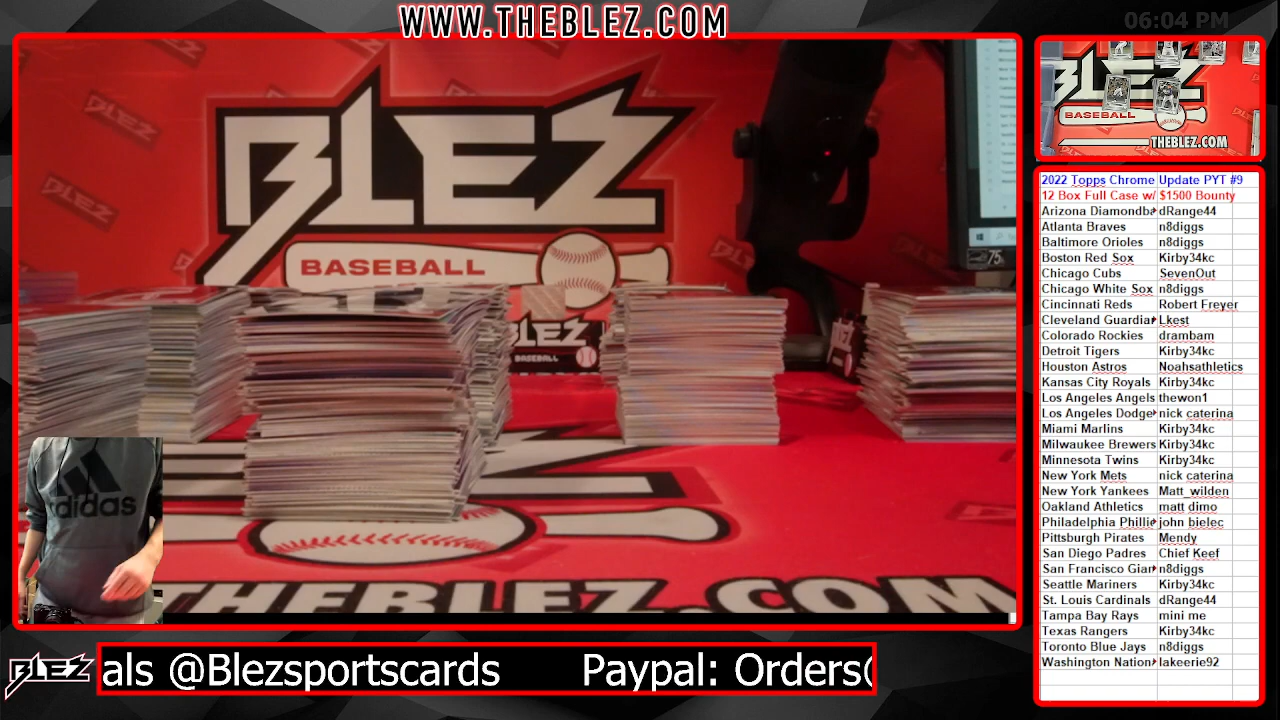 WWW.THEBLEZ.COM
06:04 PM
BLEZ
BASEBALL
75
BLEZ
BASEBALL
adidas
THEBLEZ.COM
BLEZ
BASEBALL
THEBLEZ.COM
2022 Topps Chrome Update PYT #9
12 Box Full Case w/ $1500 Bounty
Arizona Diamondba dRange44
Atlanta Braves n8diggs
Baltimore Orioles n8diggs
Boston Red Sox Kirby34kc
Chicago Cubs SevenOut
Chicago White Sox n8diggs
Cincinnati Reds Robert Freyer
Cleveland Guardian Lkest
Colorado Rockies drambam
Detroit Tigers Kirby34kc
Houston Astros Noahsathletics
Kansas City Royals Kirby34kc
Los Angeles Angels thewon1
Los Angeles Dodge nick caterina
Miami Marlins Kirby34kc
Milwaukee Brewers Kirby34kc
Minnesota Twins Kirby34kc
New York Mets nick caterina
New York Yankees Matt_wilden
Oakland Athletics matt dimo
Philadelphia Phillie john bielec
Pittsburgh Pirates Mendy
San Diego Padres Chief Keef
San Francisco Gian n8diggs
Seattle Mariners Kirby34kc
St. Louis Cardinals dRange44
Tampa Bay Rays mini me
Texas Rangers Kirby34kc
Toronto Blue Jays n8diggs
Washington Nationa lakeerie92
BLEZ
als @Blezsportscards Paypal: Orders@